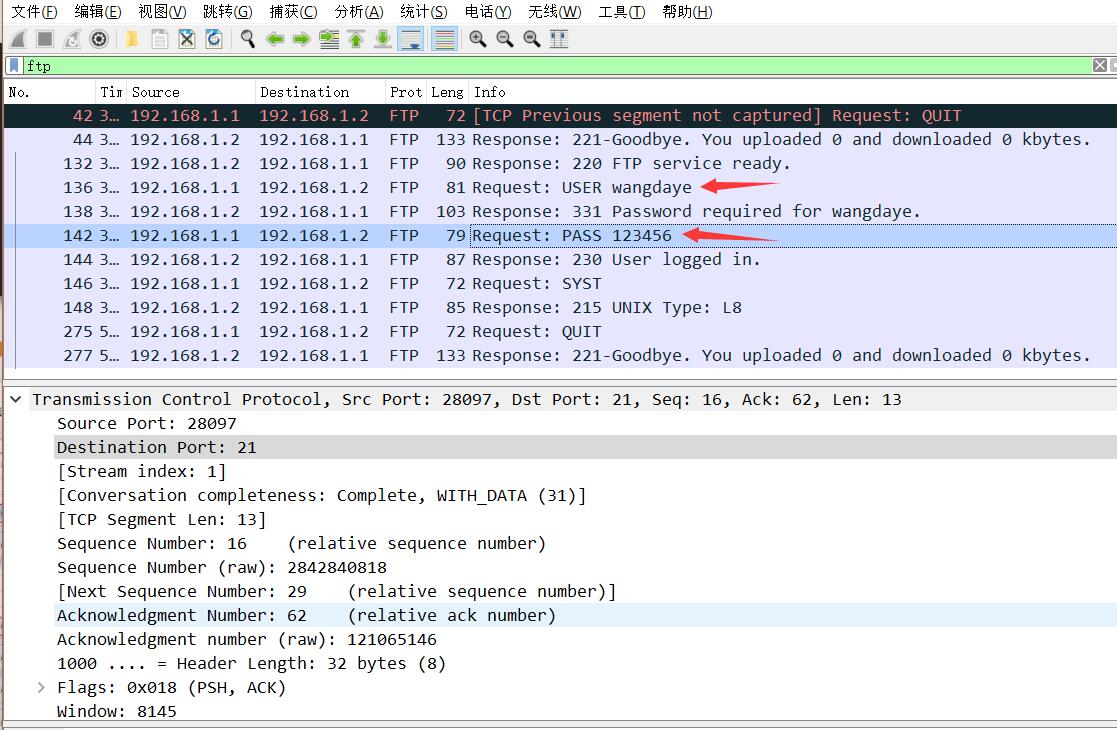 文件(F) 编辑(E) 视图(V) 跳转(G) 捕获(C) 分析(A) 统计(S) 电话(Y) 无线(W) 工具(T) 帮助(H)
ftp
No. Tin Source Destination Prot Leng Info
42 3… 192.168.1.1 192.168.1.2 FTP 72 [TCP Previous segment not captured] Request: QUIT
44 3… 192.168.1.2 192.168.1.1 FTP 133 Response: 221-Goodbye. You uploaded 0 and downloaded 0 kbytes.
132 3… 192.168.1.2 192.168.1.1 FTP 90 Response: 220 FTP service ready.
136 3… 192.168.1.1 192.168.1.2 FTP 81 Request: USER wangdaye
138 3… 192.168.1.2 192.168.1.1 FTP 103 Response: 331 Password required for wangdaye.
142 3… 192.168.1.1 192.168.1.2 FTP 79 Request: PASS 123456
144 3… 192.168.1.2 192.168.1.1 FTP 87 Response: 230 User logged in.
146 3… 192.168.1.1 192.168.1.2 FTP 72 Request: SYST
148 3… 192.168.1.2 192.168.1.1 FTP 85 Response: 215 UNIX Type: L8
275 5… 192.168.1.1 192.168.1.2 FTP 72 Request: QUIT
277 5… 192.168.1.2 192.168.1.1 FTP 133 Response: 221-Goodbye. You uploaded 0 and downloaded 0 kbytes.
Transmission Control Protocol, Src Port: 28097, Dst Port: 21, Seq: 16, Ack: 62, Len: 13
Source Port: 28097
Destination Port: 21
[Stream index: 1]
[Conversation completeness: Complete, WITH_DATA (31)]
[TCP Segment Len: 13]
Sequence Number: 16 (relative sequence number)
Sequence Number (raw): 2842840818
[Next Sequence Number: 29 (relative sequence number)]
Acknowledgment Number: 62 (relative ack number)
Acknowledgment number (raw): 121065146
1000 .... = Header Length: 32 bytes (8)
Flags: 0x018 (PSH, ACK)
Window: 8145